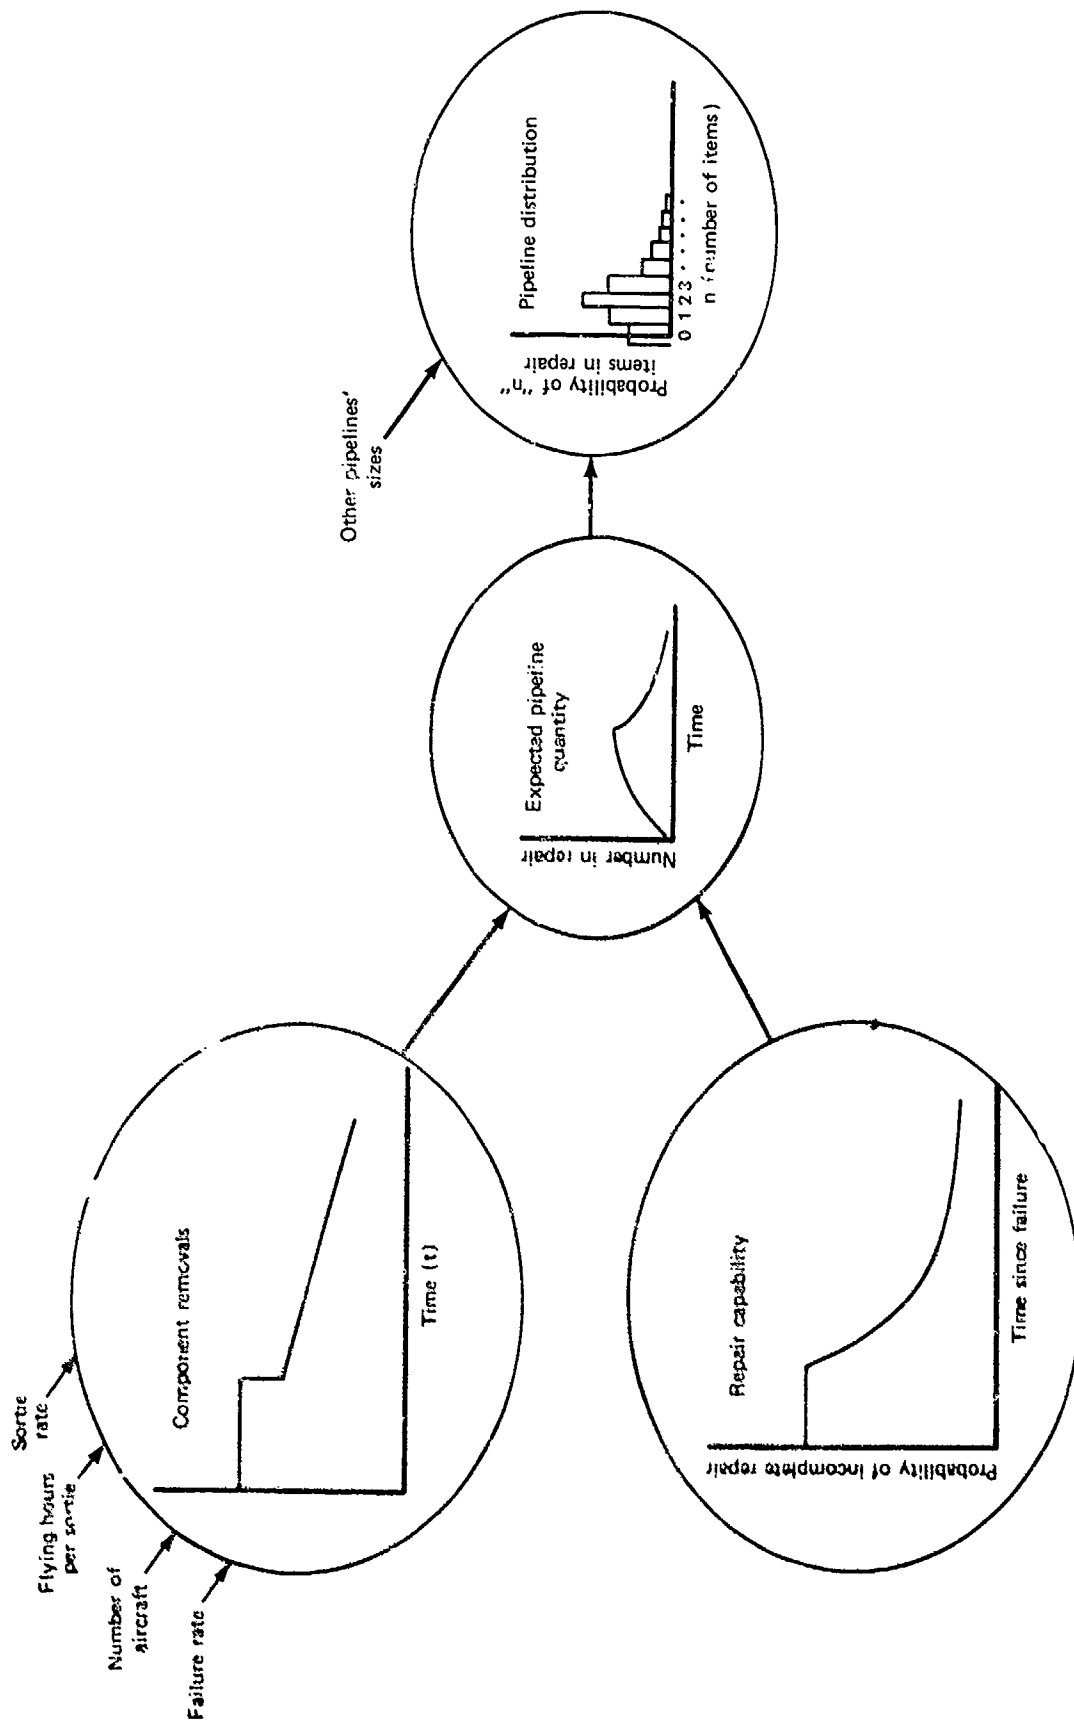 Sortie
rate
Flying hours
per sortie
Number of
aircraft
Failure rate
Component removals
Time (t)
Repair capability
Probability of incomplete repair
Time since failure
Expected pipeline
quantity
Number in repair
Time
Other pipelines'
sizes
Pipeline distribution
Probability of "n"
items in repair
0 1 2 3 . . . . . .
n (number of items)